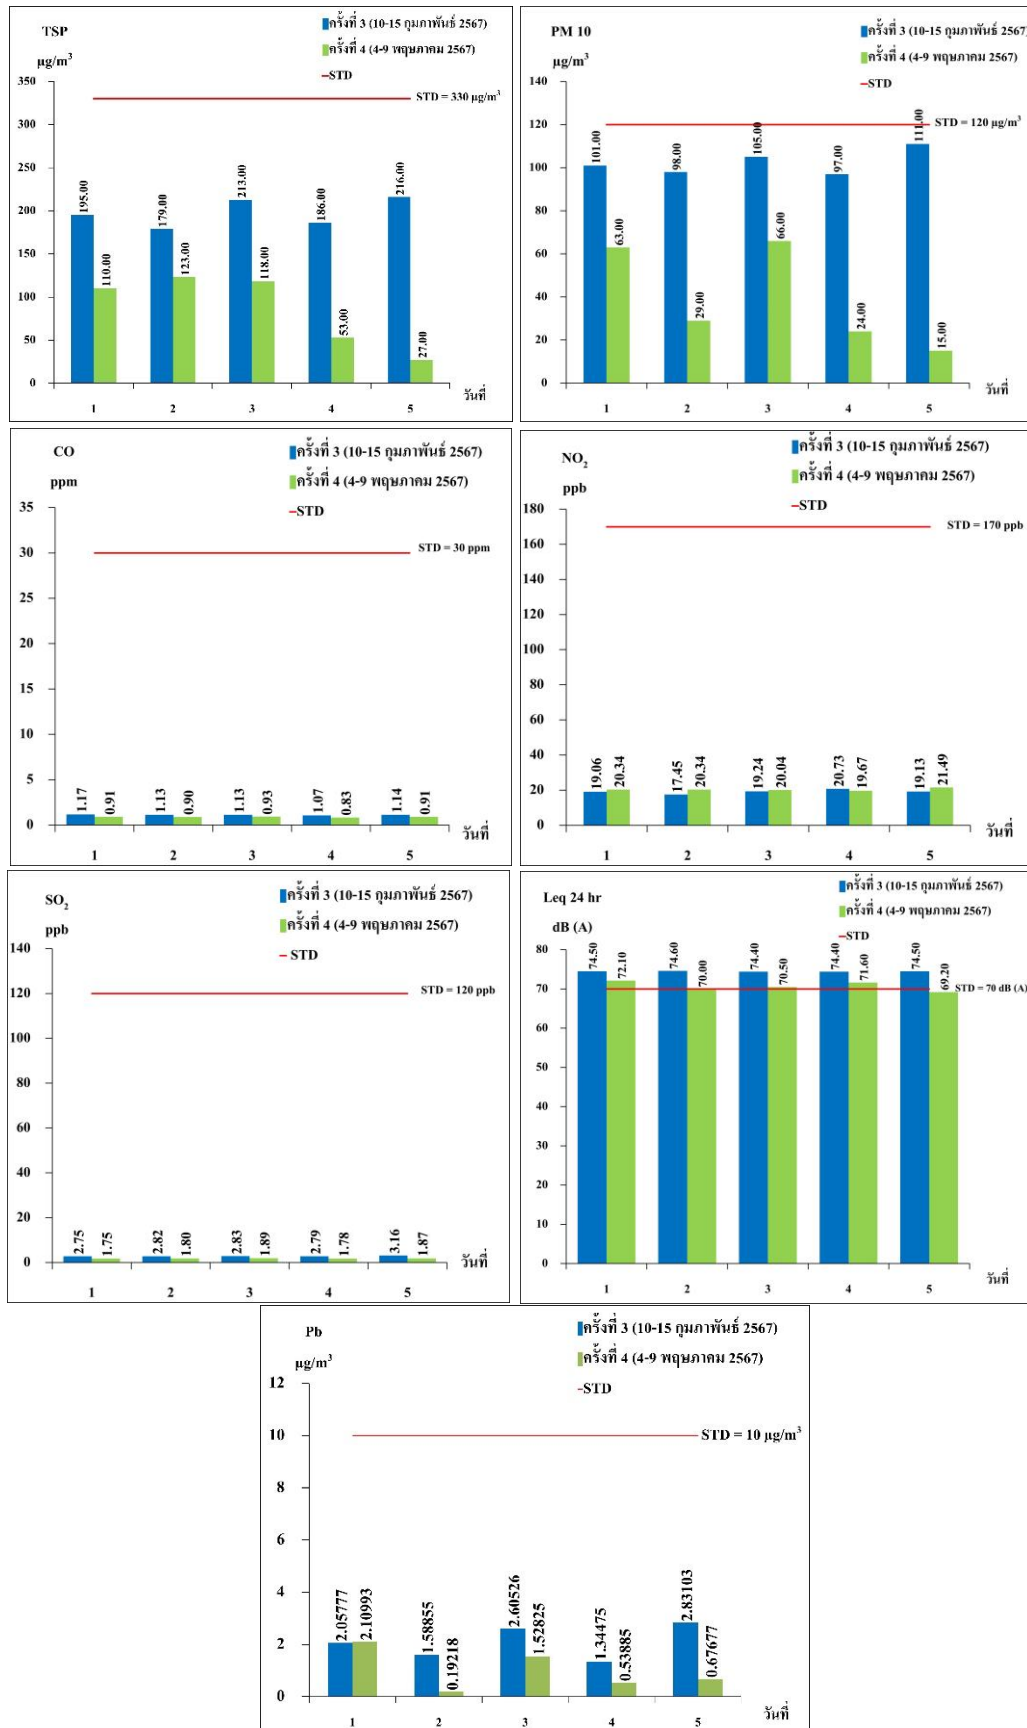 TSP
µg/m³
ครั้งที่ 3 (10-15 กุมภาพันธ์ 2567)
ครั้งที่ 4 (4-9 พฤษภาคม 2567)
STD
350
300
250
200
150
100
50
0
STD = 330 µg/m³
195.00
110.00
179.00
123.00
213.00
118.00
186.00
53.00
216.00
27.00
1 2 3 4 5
วันที่
PM 10
µg/m³
ครั้งที่ 3 (10-15 กุมภาพันธ์ 2567)
ครั้งที่ 4 (4-9 พฤษภาคม 2567)
STD
140
120
100
80
60
40
20
0
STD = 120 µg/m³
101.00
63.00
98.00
29.00
105.00
66.00
97.00
24.00
111.00
15.00
1 2 3 4 5
วันที่
CO
ppm
ครั้งที่ 3 (10-15 กุมภาพันธ์ 2567)
ครั้งที่ 4 (4-9 พฤษภาคม 2567)
STD
35
30
25
20
15
10
5
0
STD = 30 ppm
1.17
0.91
1.13
0.90
1.13
0.93
1.07
0.83
1.14
0.91
1 2 3 4 5
วันที่
NO₂
ppb
ครั้งที่ 3 (10-15 กุมภาพันธ์ 2567)
ครั้งที่ 4 (4-9 พฤษภาคม 2567)
STD
180
160
140
120
100
80
60
40
20
0
STD = 170 ppb
19.06
20.34
17.45
20.34
19.24
20.04
20.73
19.67
19.13
21.49
1 2 3 4 5
วันที่
SO₂
ppb
ครั้งที่ 3 (10-15 กุมภาพันธ์ 2567)
ครั้งที่ 4 (4-9 พฤษภาคม 2567)
STD
140
120
100
80
60
40
20
0
STD = 120 ppb
2.75
1.75
2.82
1.80
2.83
1.89
2.79
1.78
3.16
1.87
1 2 3 4 5
วันที่
Leq 24 hr
dB (A)
ครั้งที่ 3 (10-15 กุมภาพันธ์ 2567)
ครั้งที่ 4 (4-9 พฤษภาคม 2567)
STD
80
70
60
50
40
30
20
10
0
STD = 70 dB (A)
74.50
72.10
74.60
70.00
74.40
70.50
74.40
71.60
74.50
69.20
1 2 3 4 5
วันที่
Pb
µg/m³
ครั้งที่ 3 (10-15 กุมภาพันธ์ 2567)
ครั้งที่ 4 (4-9 พฤษภาคม 2567)
STD
12
10
8
6
4
2
0
STD = 10 µg/m³
2.05777
2.10993
1.58855
0.19218
2.60526
1.52825
1.34475
0.53885
2.83103
0.67677
1 2 3 4 5
วันที่